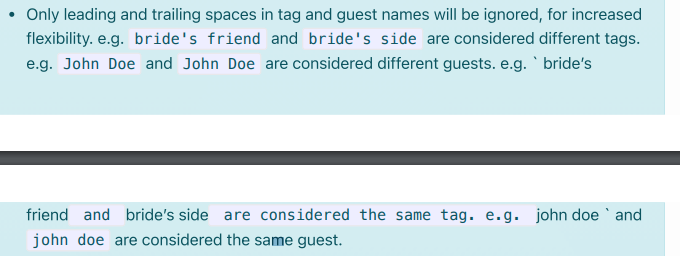 • Only leading and trailing spaces in tag and guest names will be ignored, for increased
flexibility. e.g. bride's friend and bride's side are considered different tags.
e.g. John Doe and John Doe are considered different guests. e.g. ` bride’s
friend and bride’s side are considered the same tag. e.g. john doe ` and
john doe are considered the same guest.